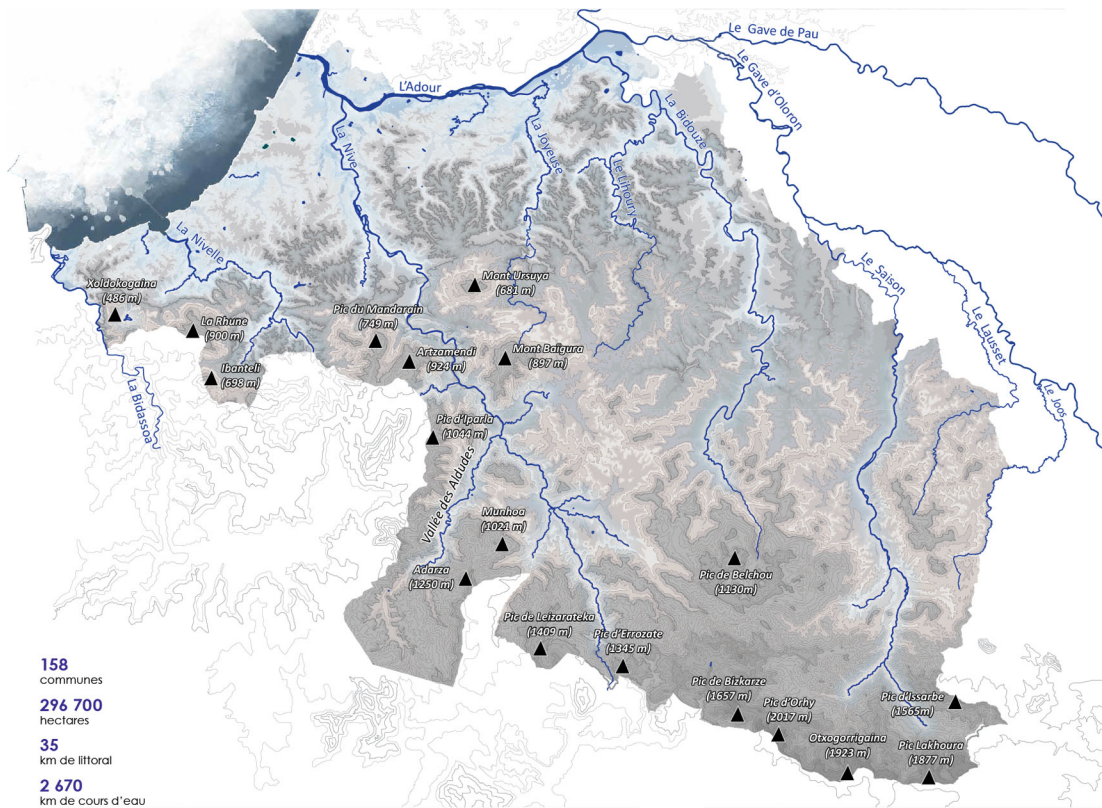 Le Gave de Pau
Le Gave d'Oloron
L'Adour
La Nive
La Joyeuse
La Bidouze
Le Lihoury
La Nivelle
Le Saison
Le Lausset
Le Joos
La Bidassoa
Vallée des Aldudes
Xoldokogaina
(486 m)
La Rhune
(900 m)
Ibanteli
(698 m)
Pic du Mandarain
(749 m)
Artzamendi
(924 m)
Mont Ursuya
(681 m)
Mont Baïgura
(897 m)
Pic d'Iparla
(1044 m)
Munhoa
(1021 m)
Adarza
(1250 m)
Pic de Belchou
(1130m)
Pic de Leizarateka
(1409 m)
Pic d'Errozate
(1345 m)
Pic de Bizkarze
(1657 m)
Pic d'Orhy
(2017 m)
Otxogorrigaina
(1923 m)
Pic d'Issarbe
(1565m)
Pic Lakhoura
(1877 m)
158
communes
296 700
hectares
35
km de littoral
2 670
km de cours d'eau